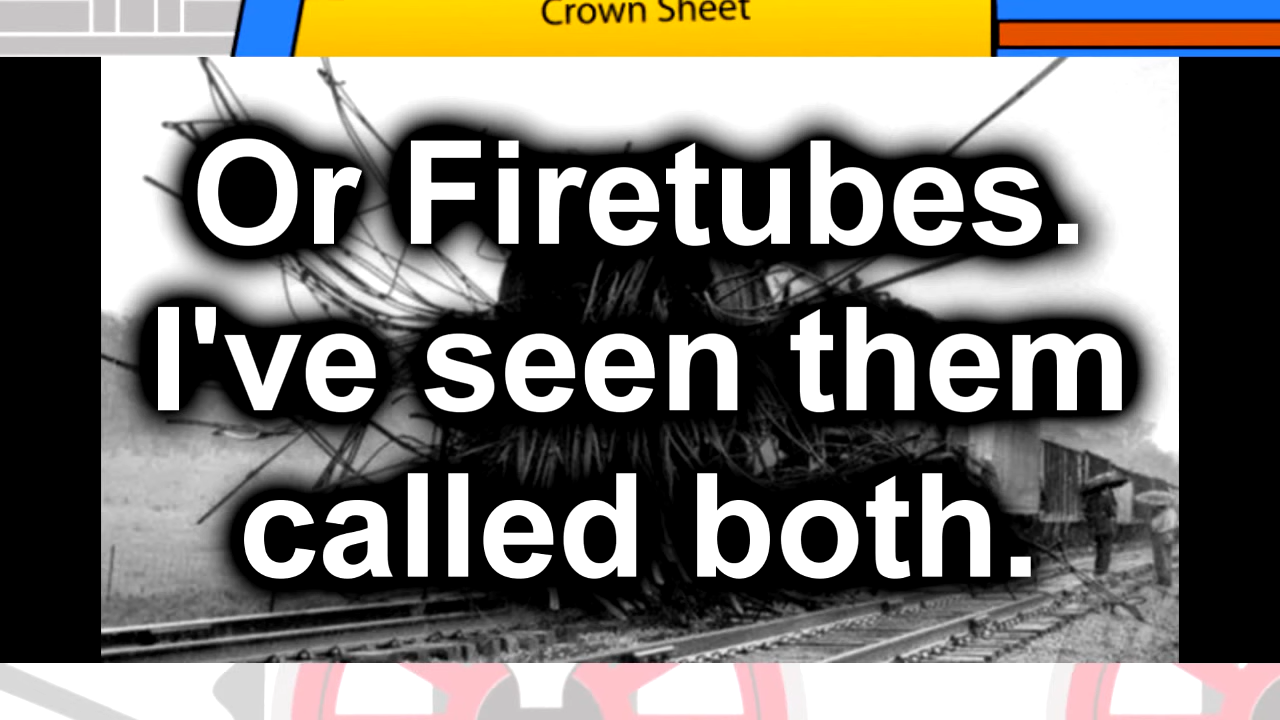 Crown Sheet
Or Firetubes.
I've seen them
called both.